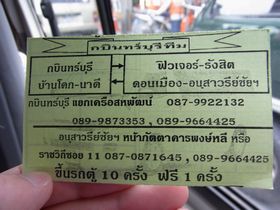 กบินทร์บุรีทีม
กบินทร์บุรี ฟิวเจอร์-รังสิต
บ้านโคก-นาดี ดอนเมือง-อนุสาวรีย์ชัยฯ
กบินทร์บุรี แยกเครือสหพัฒน์ 087-9922132
089-9873353 , 089-9664425
อนุสาวรีย์ชัยฯ หน้าภัตตาคารพงษ์หลี หรือ
ราชวิถีซอย 11 087-0871645 , 089-9664425
ขึ้นรถตู้ 10 ครั้ง ฟรี 1 ครั้ง